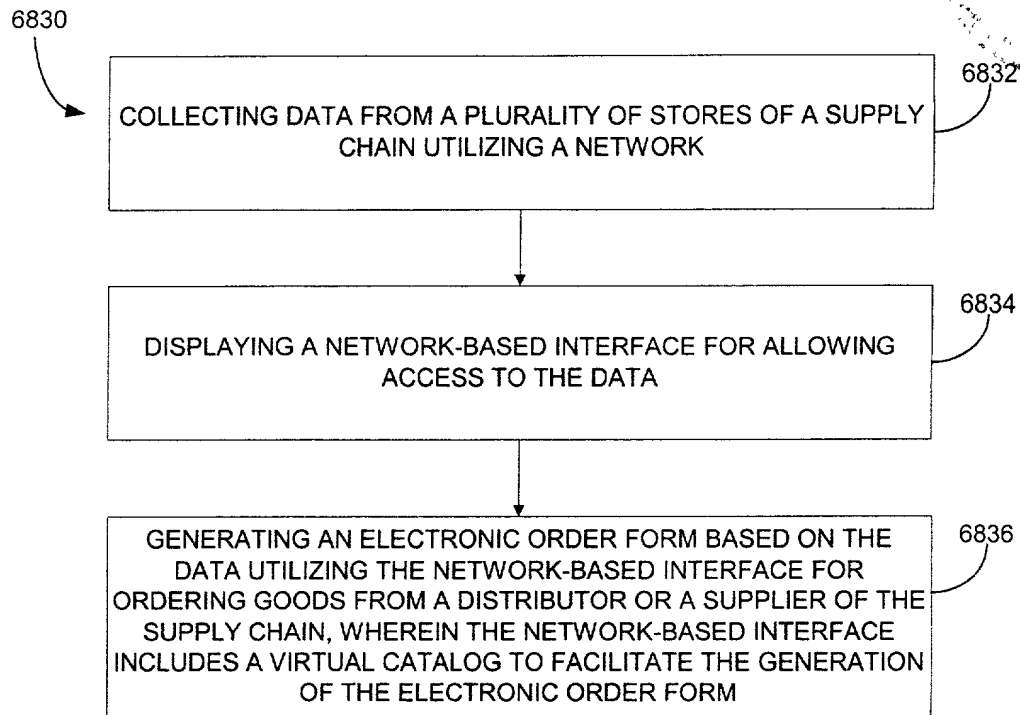 6830
6832
COLLECTING DATA FROM A PLURALITY OF STORES OF A SUPPLY
CHAIN UTILIZING A NETWORK
6834
DISPLAYING A NETWORK-BASED INTERFACE FOR ALLOWING
ACCESS TO THE DATA
6836
GENERATING AN ELECTRONIC ORDER FORM BASED ON THE
DATA UTILIZING THE NETWORK-BASED INTERFACE FOR
ORDERING GOODS FROM A DISTRIBUTOR OR A SUPPLIER OF THE
SUPPLY CHAIN, WHEREIN THE NETWORK-BASED INTERFACE
INCLUDES A VIRTUAL CATALOG TO FACILITATE THE GENERATION
OF THE ELECTRONIC ORDER FORM